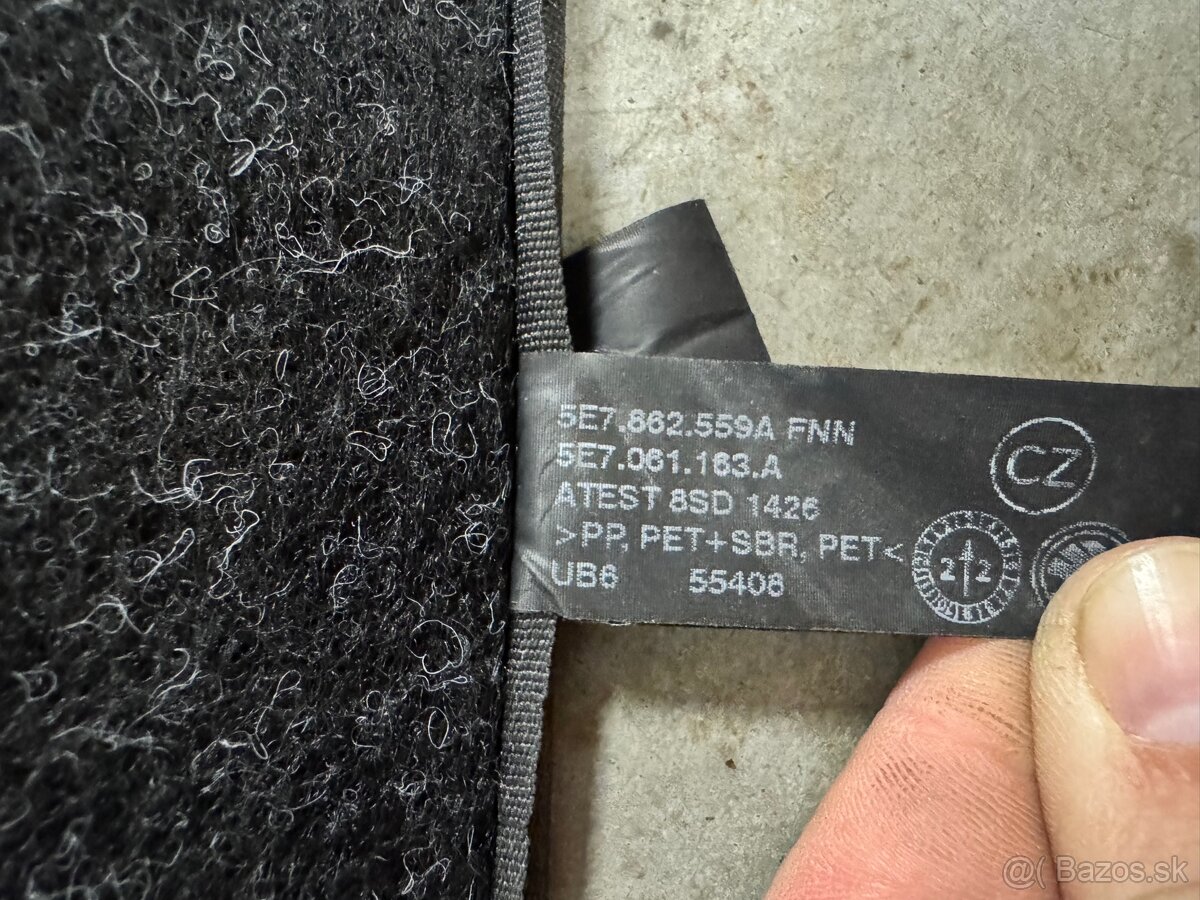 5E7.862.559A FNN
5E7.061.163.A
ATEST 8SD 1426
>PP, PET+SBR, PET<
UB6 55408
CZ
22
@( Bazos.sk